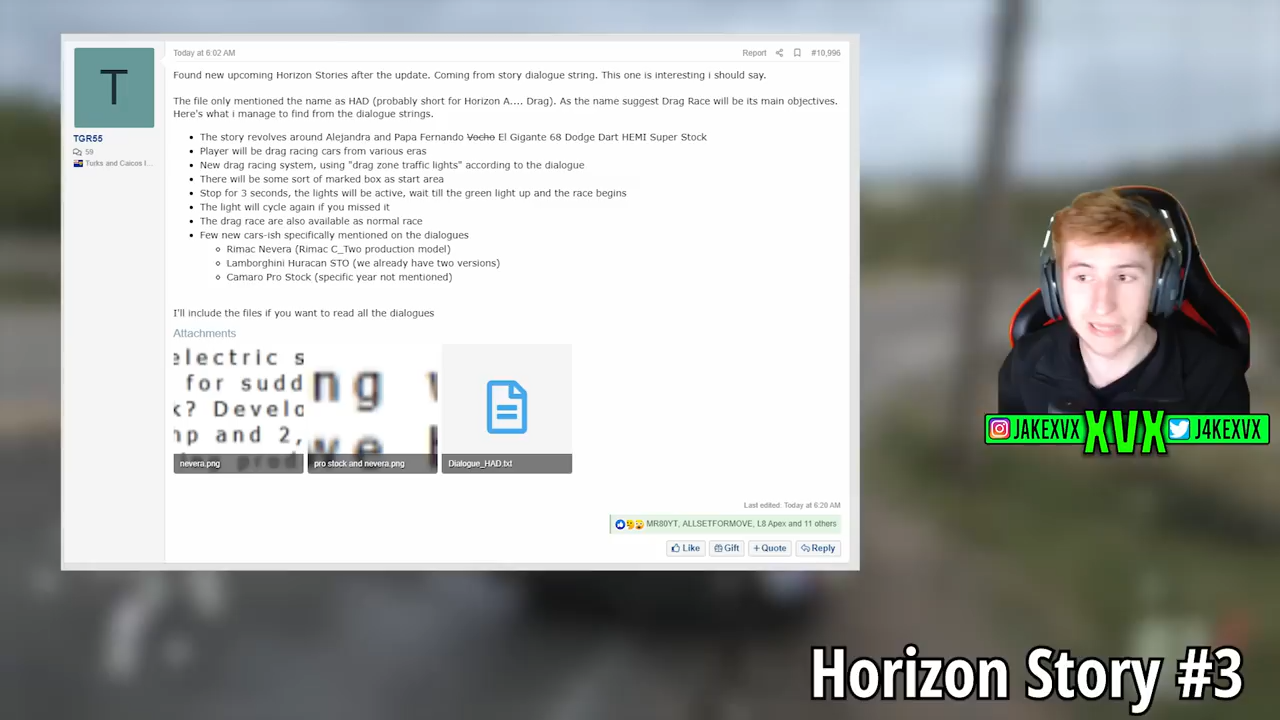 T
TGR55
59
Turks and Caicos I...
Today at 6:02 AM
Report
#10,996
Found new upcoming Horizon Stories after the update. Coming from story dialogue string. This one is interesting i should say.
The file only mentioned the name as HAD (probably short for Horizon A.... Drag). As the name suggest Drag Race will be its main objectives.
Here's what i manage to find from the dialogue strings.
The story revolves around Alejandra and Papa Fernando Vocho El Gigante 68 Dodge Dart HEMI Super Stock
Player will be drag racing cars from various eras
New drag racing system, using "drag zone traffic lights" according to the dialogue
There will be some sort of marked box as start area
Stop for 3 seconds, the lights will be active, wait till the green light up and the race begins
The light will cycle again if you missed it
The drag race are also available as normal race
Few new cars-ish specifically mentioned on the dialogues
Rimac Nevera (Rimac C_Two production model)
Lamborghini Huracan STO (we already have two versions)
Camaro Pro Stock (specific year not mentioned)
I'll include the files if you want to read all the dialogues
Attachments
electric s
for sudd
k? Develo
np and 2,
nevera.png
ng
we
pro stock and nevera.png
Dialogue_HAD.txt
Last edited: Today at 6:20 AM
MR80YT, ALLSETFORMOVE, L8 Apex and 11 others
Like
Gift
+ Quote
Reply
JAKEXVX
XVX
J4KEXVX
Horizon Story #3